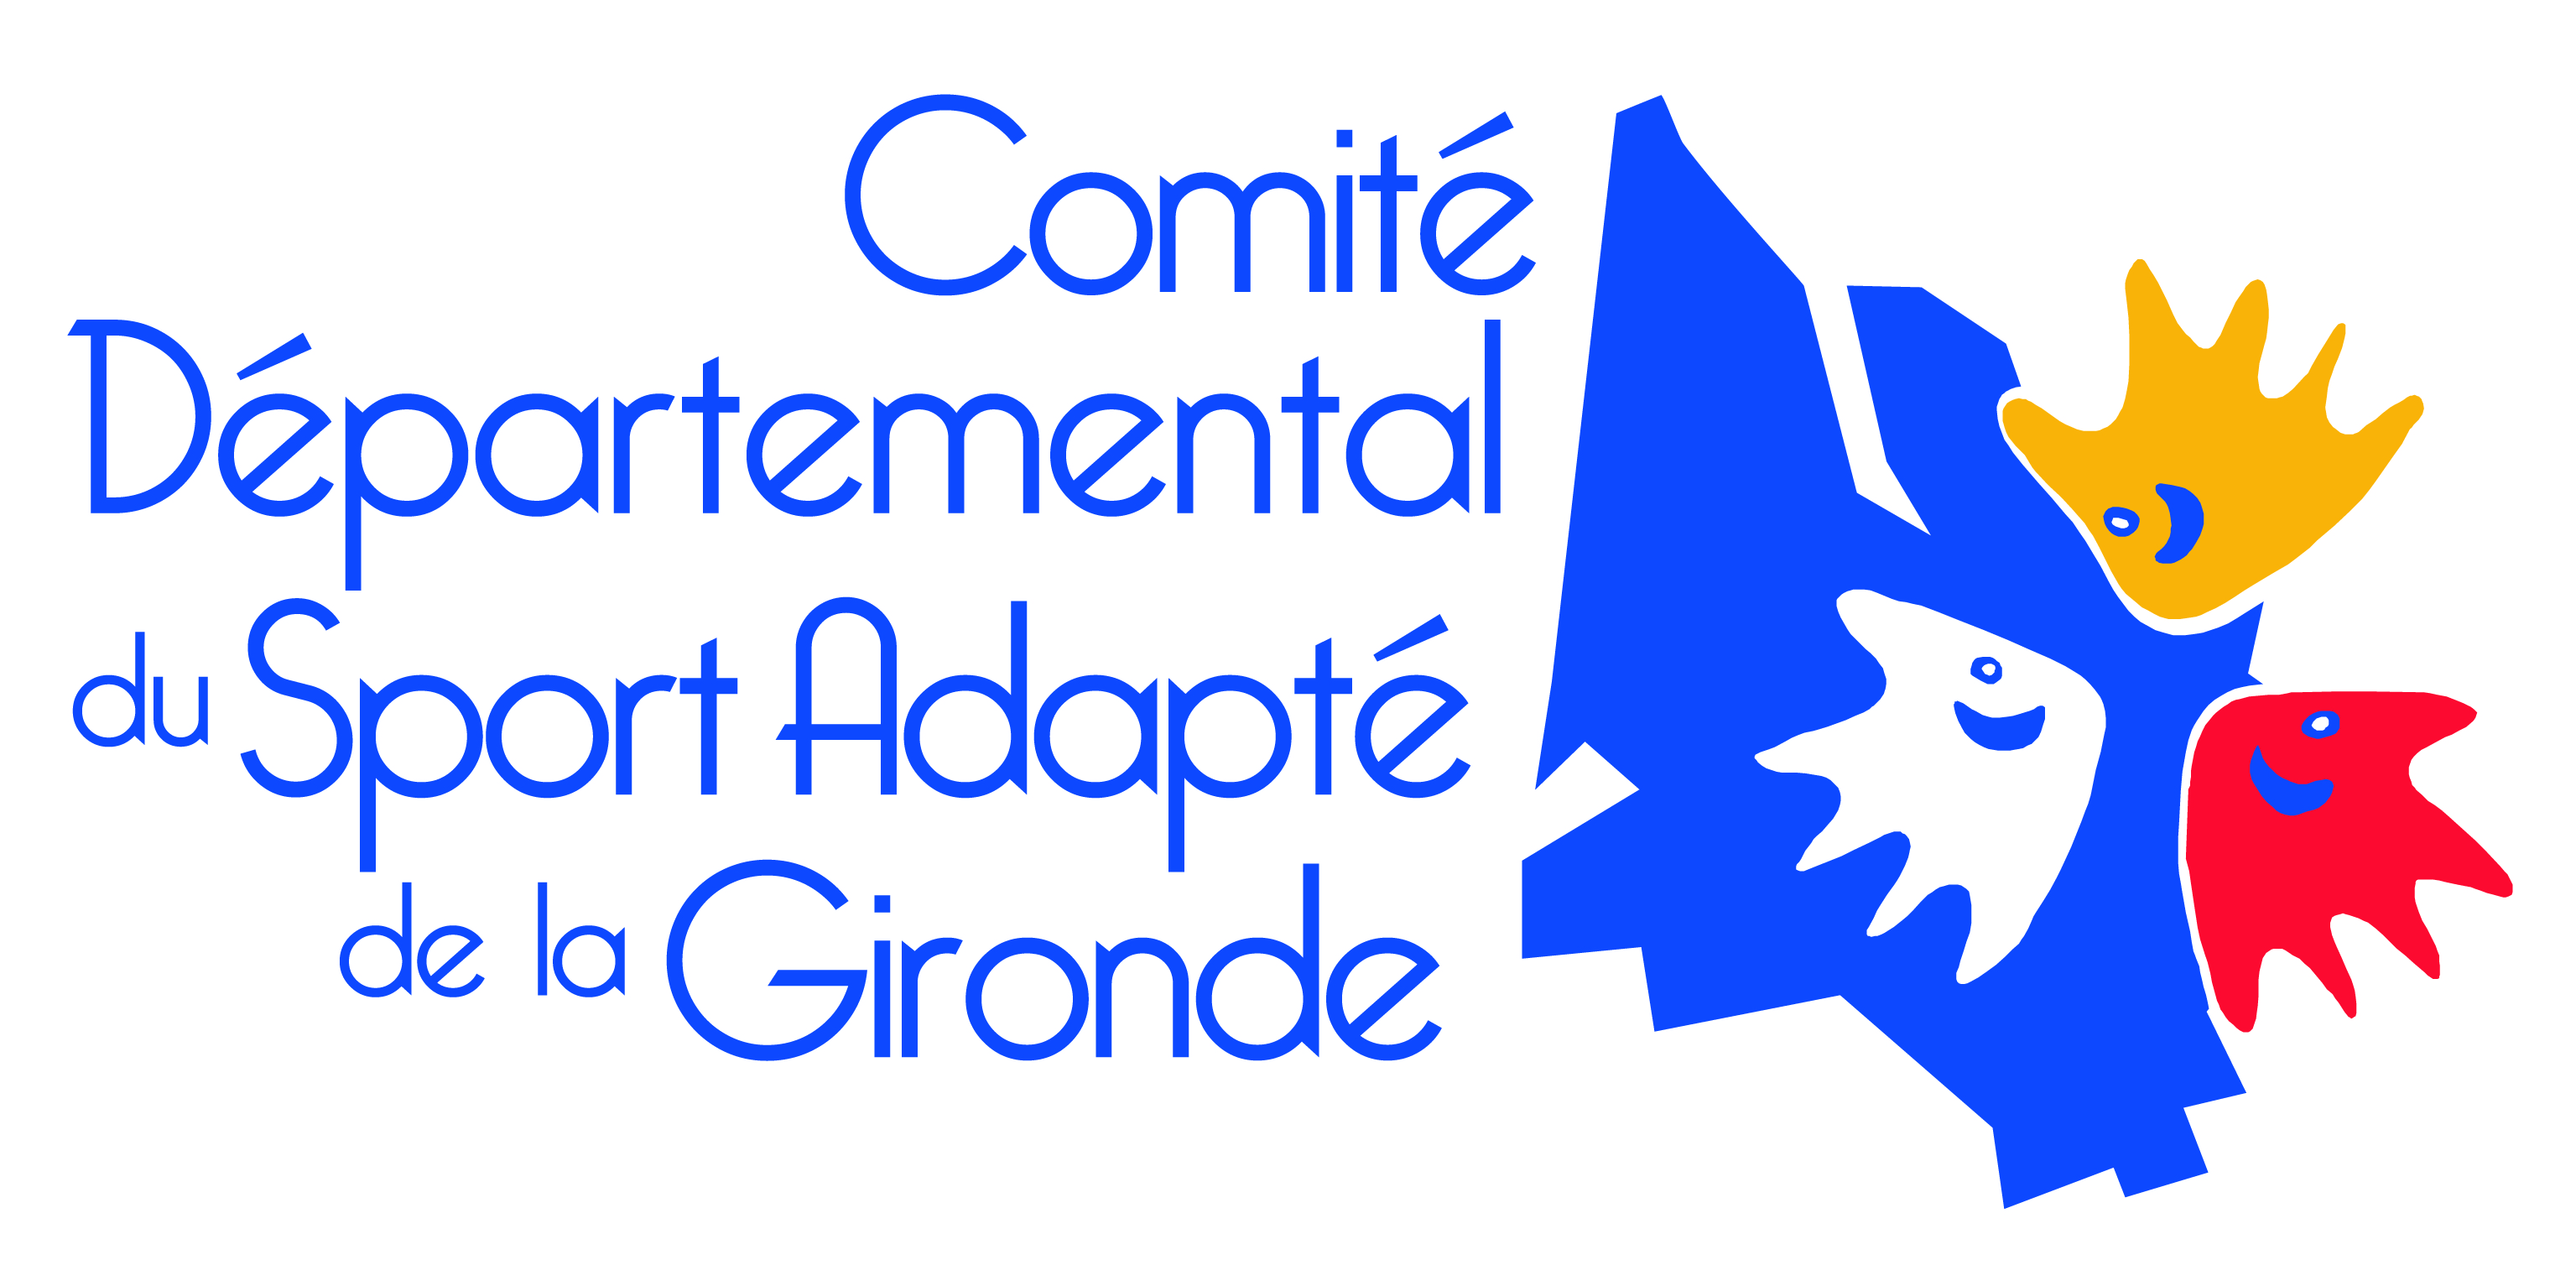 Comité
Départemental
du Sport Adapté
de la Gironde